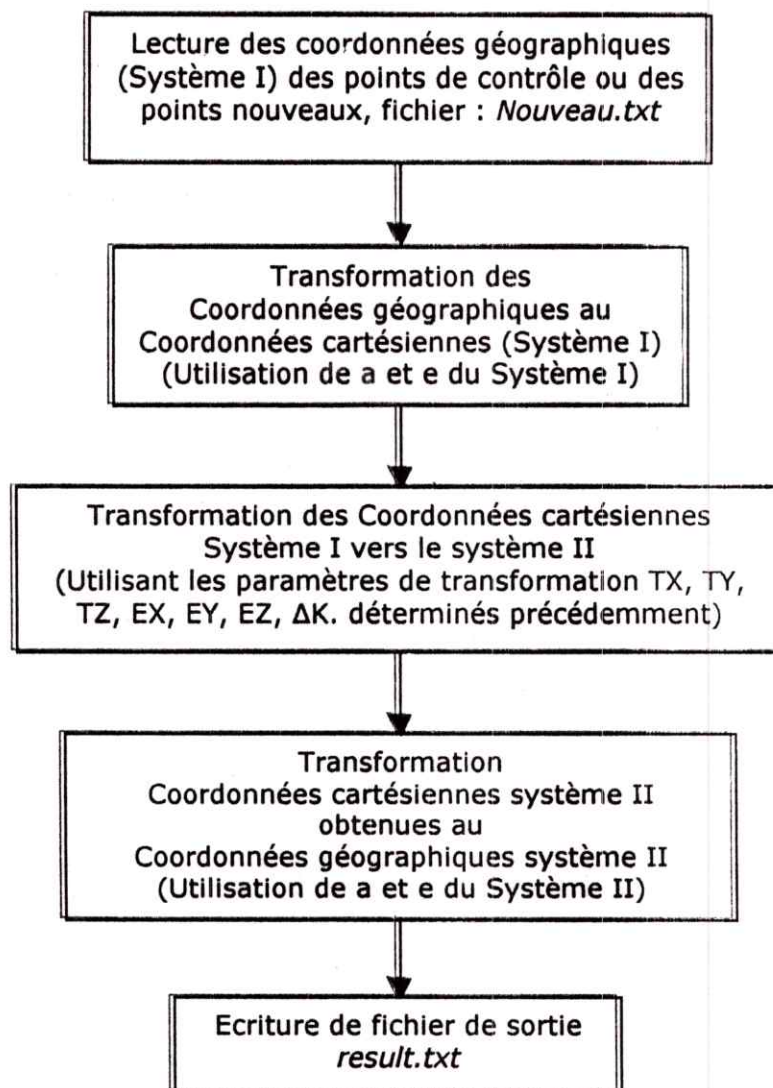 Lecture des coordonnées géographiques
(Système I) des points de contrôle ou des
points nouveaux, fichier : Nouveau.txt
Transformation des
Coordonnées géographiques au
Coordonnées cartésiennes (Système I)
(Utilisation de a et e du Système I)
Transformation des Coordonnées cartésiennes
Système I vers le système II
(Utilisant les paramètres de transformation TX, TY,
TZ, EX, EY, EZ, ΔK. déterminés précédemment)
Transformation
Coordonnées cartésiennes système II
obtenues au
Coordonnées géographiques système II
(Utilisation de a et e du Système II)
Ecriture de fichier de sortie
result.txt